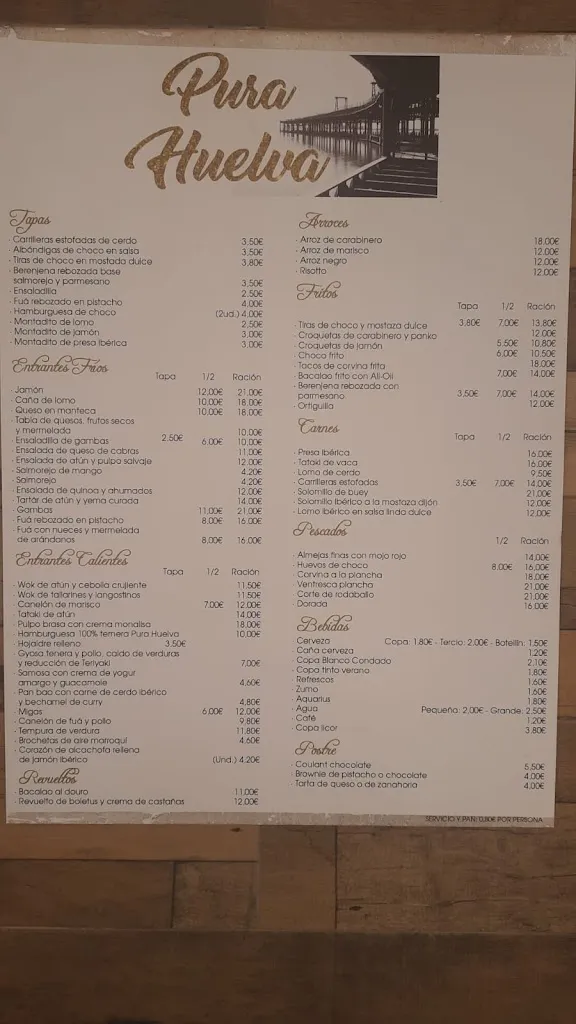 Pura
Huelva
Tapas
· Carrilleras estofadas de cerdo 3.50€
· Albóndigas de choco en salsa 3.50€
· Tiras de choco en mostada dulce 3.80€
· Berenjena rebozada base
salmorejo y parmesano 3.50€
· Ensaladilla 2.50€
· Fuá rebozado en pistacho 4.00€
· Hamburguesa de choco (2ud.) 4.00€
· Montadito de lomo 2.50€
· Montadito de jamón 3.00€
· Montadito de presa Ibérica 3.00€
Entrantes Fríos
Tapa 1/2 Ración
· Jamón 12.00€ 21.00€
· Caña de lomo 10.00€ 18.00€
· Queso en manteca 10.00€ 18.00€
· Tabla de quesos, frutos secos
y mermelada 10.00€
· Ensaladilla de gambas 2.50€ 6.00€ 10.00€
· Ensalada de queso de cabras 11.00€
· Ensalada de atún y pulpo salvaje 12.00€
· Salmorejo de mango 4.20€
· Salmorejo 4.20€
· Ensalada de quinoa y ahumados 12.00€
· Tartár de atún y yema curada 14.00€
· Gambas 11.00€ 21.00€
· Fuá rebozado en pistacho 8.00€ 16.00€
· Fuá con nueces y mermelada
de arándanos 8.00€ 16.00€
Entrantes Calientes
Tapa 1/2 Ración
· Wok de atún y cebolla crujiente 11.50€
· Wok de tallarines y langostinos 11.50€
· Canelón de marisco 7.00€ 12.00€
· Tataki de atún 14.00€
· Pulpo brasa con crema monalisa 18.00€
· Hamburguesa 100% ternera Pura Huelva 10.00€
· Hojaldre relleno 3.50€
· Gyosa tenera y pollo, caldo de verduras
y reducción de Teriyaki 7.00€
· Samosa con crema de yogur
amargo y guacamole 4.60€
· Pan bao con carne de cerdo ibérico
y bechamel de curry 4.80€
· Migas 6.00€ 12.00€
· Canelón de fuá y pollo 9.80€
· Tempura de verdura 11.80€
· Brochetas de aire marroquí 4.60€
· Corazón de alcachofa rellena
de jamón Ibérico (Und.) 4.20€
Revueltos
· Bacalao al douro 11.00€
· Revuelto de boletus y crema de castañas 12.00€
Arroces
· Arroz de carabinero 18.00€
· Arroz de marisco 12.00€
· Arroz negro 12.00€
· Risotto 12.00€
Fritos
Tapa 1/2 Ración
· Tiras de choco y mostaza dulce 3.80€ 7.00€ 13.80€
· Croquetas de carabinero y panko 12.00€
· Croquetas de jamón 5.50€ 10.80€
· Choco frito 6.00€ 10.50€
· Tacos de corvina frita 18.00€
· Bacalao frito con Ali-Oli 7.00€ 14.00€
· Berenjena rebozada con
parmesano 3.50€ 7.00€ 14.00€
· Ortiguilla 12.00€
Carnes
Tapa 1/2 Ración
· Presa Ibérica 16.00€
· Tataki de vaca 16.00€
· Lomo de cerdo 9.50€
· Carrilleras estofadas 3.50€ 7.00€ 14.00€
· Solomillo de buey 21.00€
· Solomillo ibérico a la mostaza dijón 12.00€
· Lomo ibérico en salsa linda dulce 12.00€
Pescados
1/2 Ración
· Almejas finas con mojo rojo 14.00€
· Huevos de choco 8.00€ 16.00€
· Corvina a la plancha 18.00€
· Ventresca plancha 21.00€
· Corte de rodaballo 21.00€
· Dorada 16.00€
Bebidas
· Cerveza Copa: 1.80€ - Tercio: 2.00€ - Botellín: 1.50€
· Caña cerveza 1.20€
· Copa Blanco Condado 2.10€
· Copa tinto verano 1.80€
· Refrescos 1.60€
· Zumo 1.60€
· Aquarius 1.80€
· Agua Pequeña: 2.00€ - Grande: 2.50€
· Café 1.20€
· Copa licor 3.80€
Postre
· Coulant chocolate 5.50€
· Brownie de pistacho o chocolate 4.00€
· Tarta de queso o de zanahoria 4.00€
SERVICIO Y PAN: 0.80€ POR PERSONA